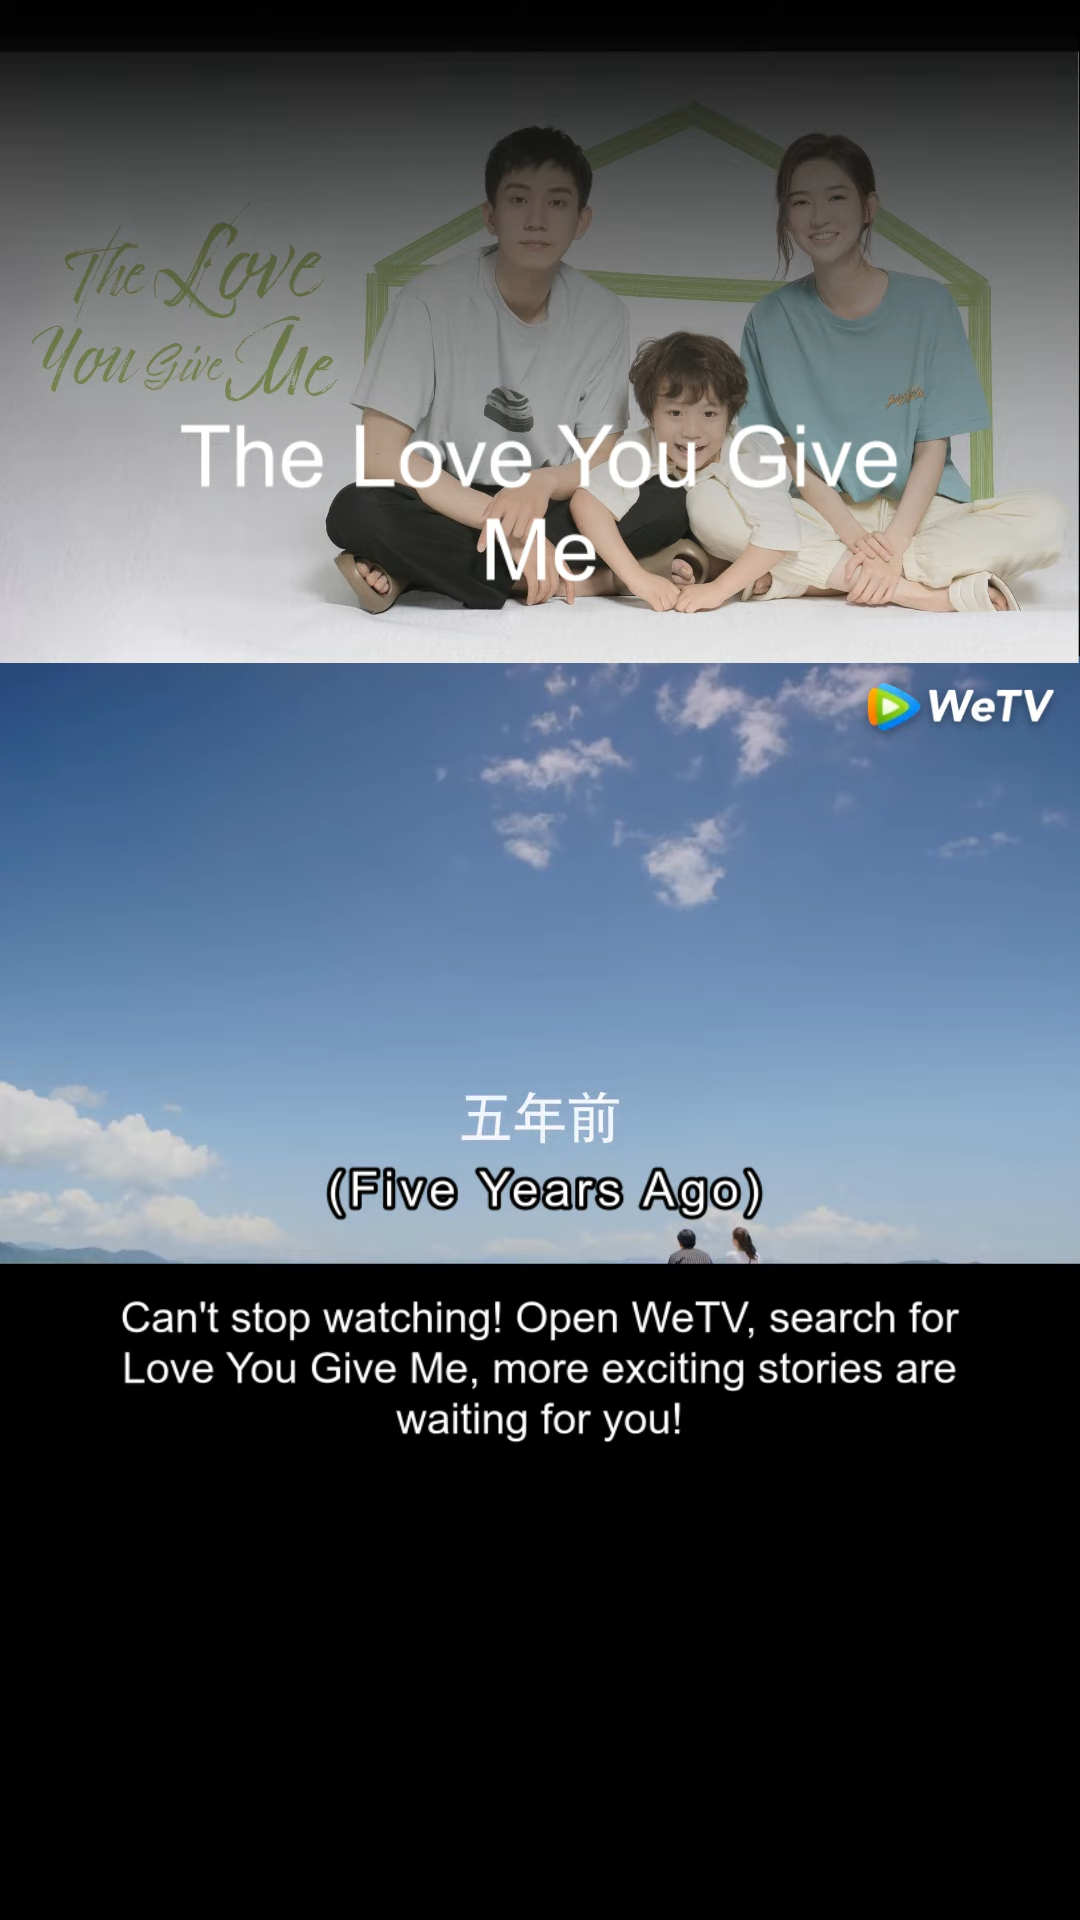 The Love
You Give Me
The Love You Give
Me
WeTV
五年前
(Five Years Ago)
Can't stop watching! Open WeTV, search for
Love You Give Me, more exciting stories are
waiting for you!